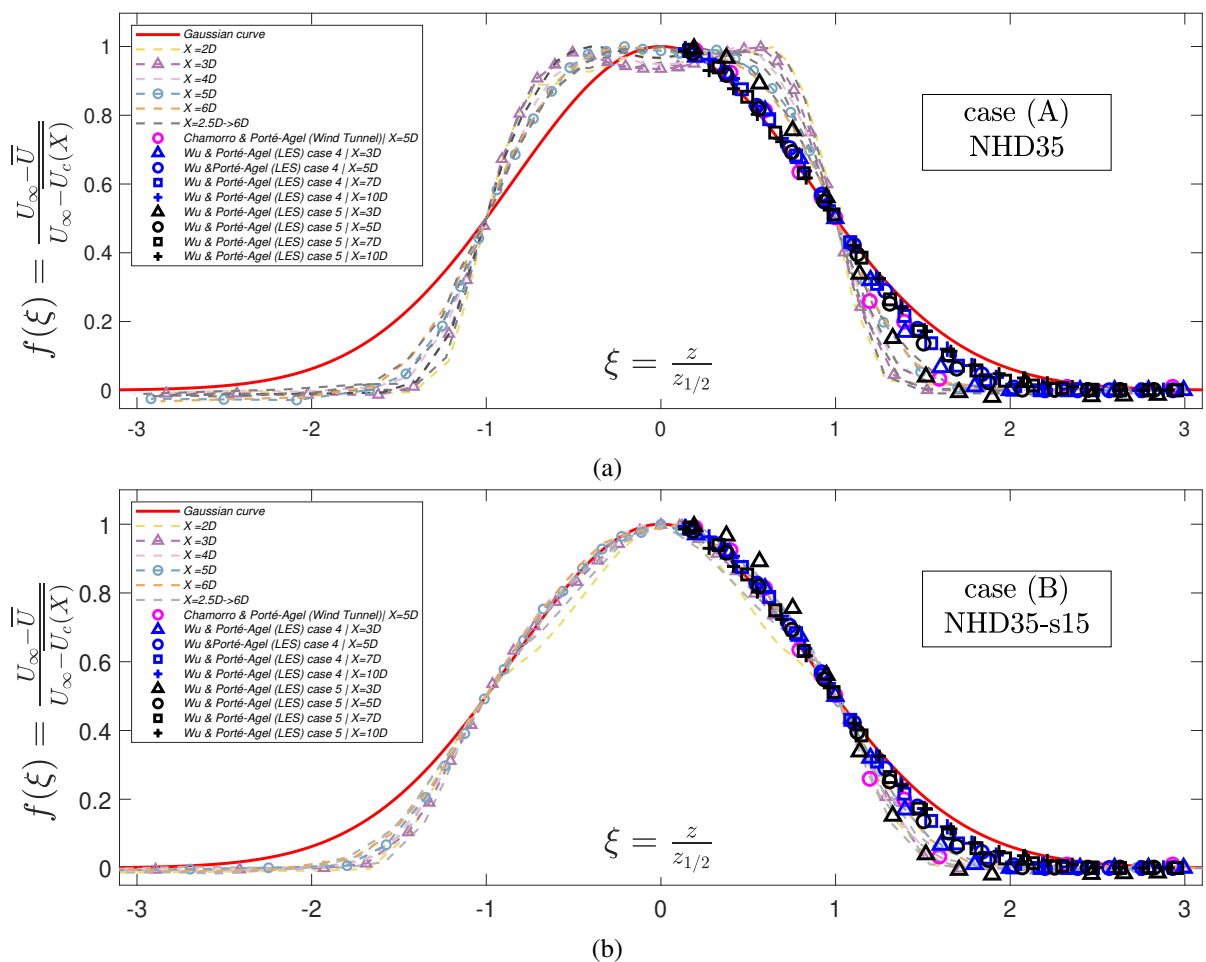 1
0.8
0.6
0.4
0.2
0
f(ξ) = U∞−U̅ / U∞−Uc(X)
Gaussian curve
X =2D
X =3D
X =4D
X =5D
X =6D
X=2.5D->6D
Chamorro & Porté-Agel (Wind Tunnel)| X=5D
Wu & Porté-Agel (LES) case 4 | X=3D
Wu &Porté-Agel (LES) case 4 | X=5D
Wu & Porté-Agel (LES) case 4 | X=7D
Wu & Porté-Agel (LES) case 4 | X=10D
Wu & Porté-Agel (LES) case 5 | X=3D
Wu & Porté-Agel (LES) case 5 | X=5D
Wu & Porté-Agel (LES) case 5 | X=7D
Wu & Porté-Agel (LES) case 5 | X=10D
case (A)
NHD35
ξ = z / z1/2
-3 -2 -1 0 1 2 3
(a)
1
0.8
0.6
0.4
0.2
0
f(ξ) = U∞−U̅ / U∞−Uc(X)
Gaussian curve
X =2D
X =3D
X =4D
X =5D
X =6D
X=2.5D->6D
Chamorro & Porté-Agel (Wind Tunnel)| X=5D
Wu & Porté-Agel (LES) case 4 | X=3D
Wu &Porté-Agel (LES) case 4 | X=5D
Wu & Porté-Agel (LES) case 4 | X=7D
Wu & Porté-Agel (LES) case 4 | X=10D
Wu & Porté-Agel (LES) case 5 | X=3D
Wu & Porté-Agel (LES) case 5 | X=5D
Wu & Porté-Agel (LES) case 5 | X=7D
Wu & Porté-Agel (LES) case 5 | X=10D
case (B)
NHD35-s15
ξ = z / z1/2
-3 -2 -1 0 1 2 3
(b)